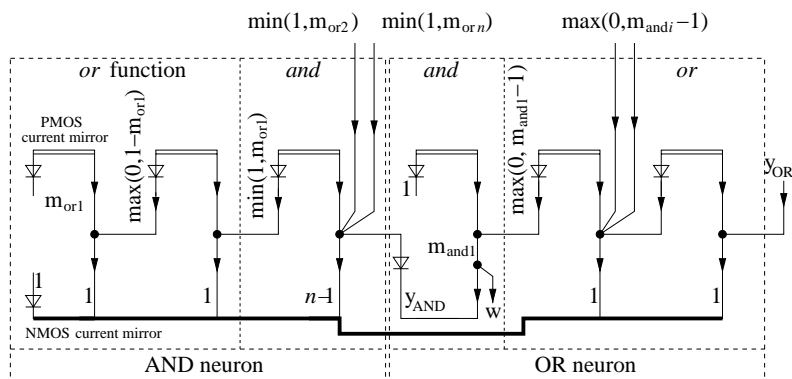 min(1,m_or2) min(1,m_orn) max(0,m_andi−1)
or function and and or
PMOS
current mirror
max(0,1−m_or1)
min(1,m_or1)
max(0, m_and1−1)
y_OR
m_or1
1
m_and1
1
1
1
n−1
y_AND
w
1
1
NMOS current mirror
AND neuron OR neuron